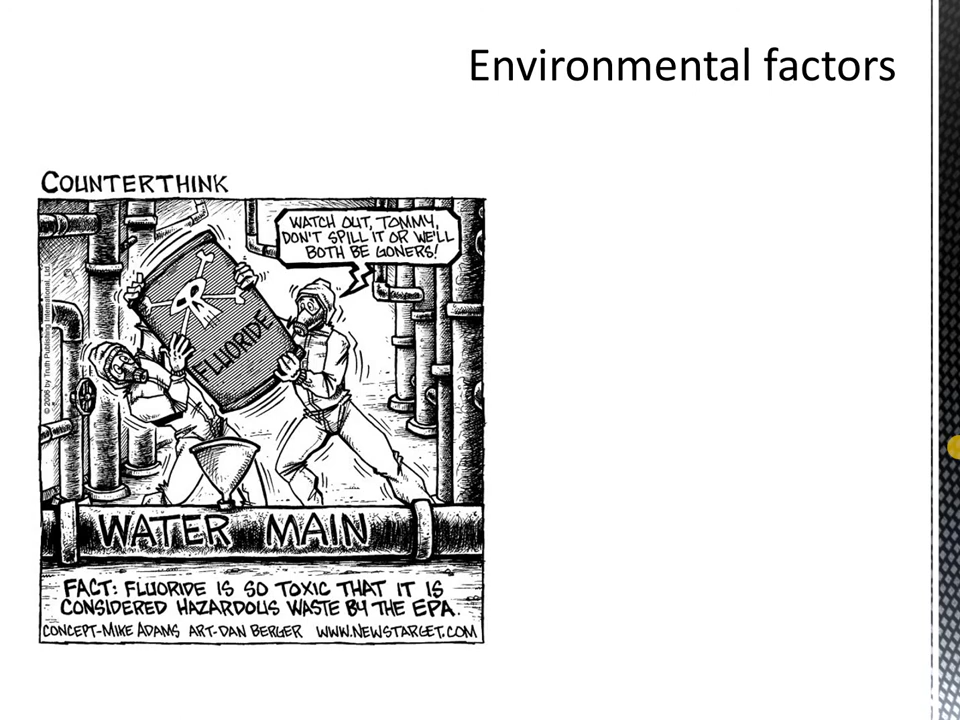 Environmental factors
COUNTERTHINK
WATCH OUT, TOMMY,
DON'T SPILL IT OR WE'LL
BOTH BE GONERS!
FLUORIDE
© 2006 by Truth Publishing International, Ltd.
WATER MAIN
FACT: FLUORIDE IS SO TOXIC THAT IT IS
CONSIDERED HAZARDOUS WASTE BY THE EPA.
CONCEPT-MIKE ADAMS ART-DAN BERGER WWW.NEWSTARGET.COM